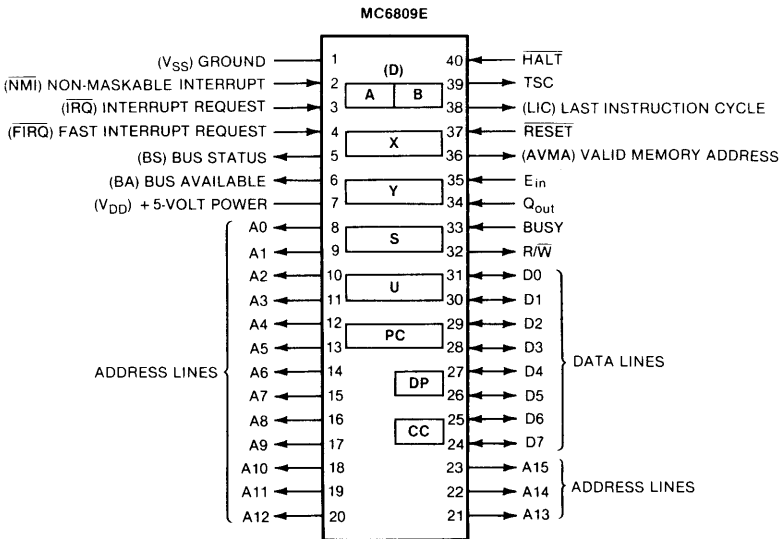 MC6809E
(VSS) GROUND 1 40 HALT
(NMI) NON-MASKABLE INTERRUPT 2 (D) 39 TSC
(IRQ) INTERRUPT REQUEST 3 A B 38 (LIC) LAST INSTRUCTION CYCLE
(FIRQ) FAST INTERRUPT REQUEST 4 37 RESET
X
(BS) BUS STATUS 5 36 (AVMA) VALID MEMORY ADDRESS
(BA) BUS AVAILABLE 6 35 Ein
Y
(VDD) +5-VOLT POWER 7 34 Qout
A0 8 33 BUSY
S
A1 9 32 R/W
A2 10 31 D0
U
A3 11 30 D1
A4 12 29 D2
PC
A5 13 28 D3
ADDRESS LINES
DATA LINES
A6 14 27 D4
DP
A7 15 26 D5
A8 16 25 D6
CC
A9 17 24 D7
A10 18 23 A15
A11 19 22 A14
ADDRESS LINES
A12 20 21 A13